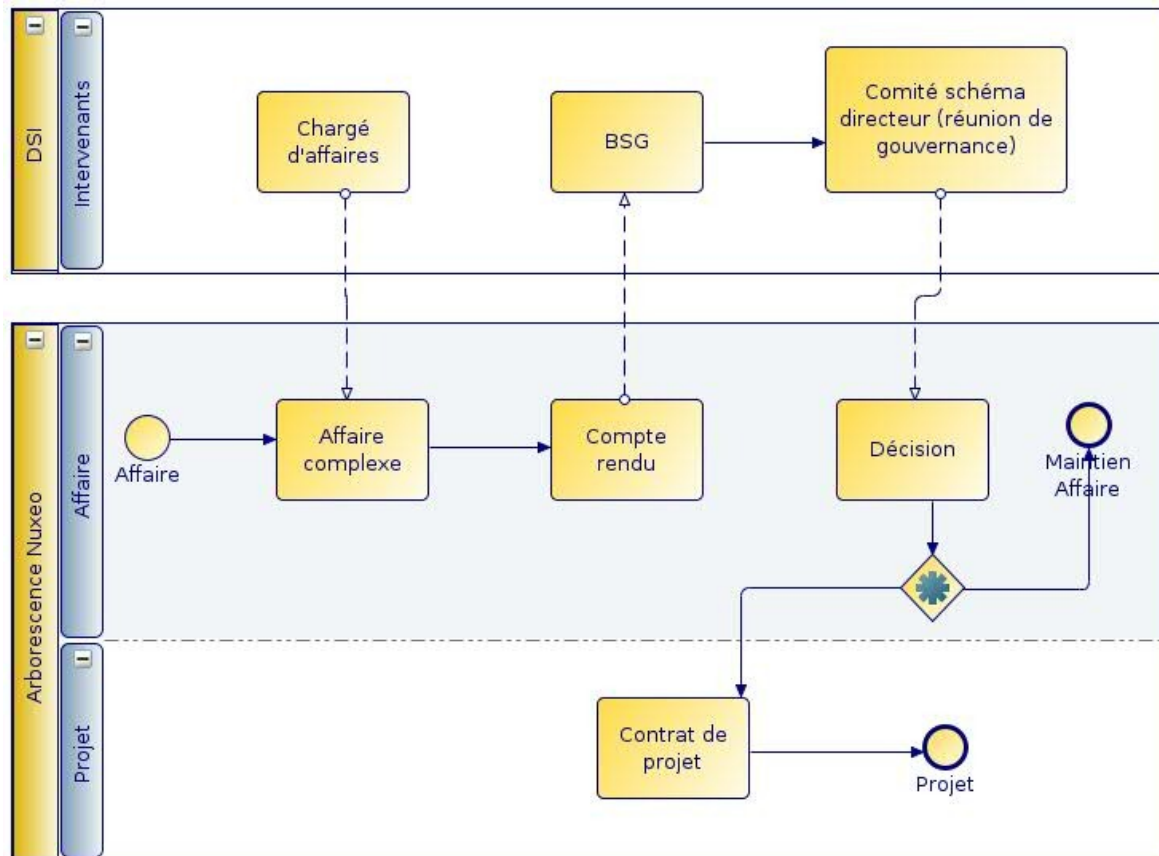 DSI
Intervenants
Chargé
d'affaires
BSG
Comité schéma
directeur (réunion de
gouvernance)
Arborescence Nuxeo
Affaire
Affaire
Affaire
complexe
Compte
rendu
Décision
Maintien
Affaire
Projet
Contrat de
projet
Projet